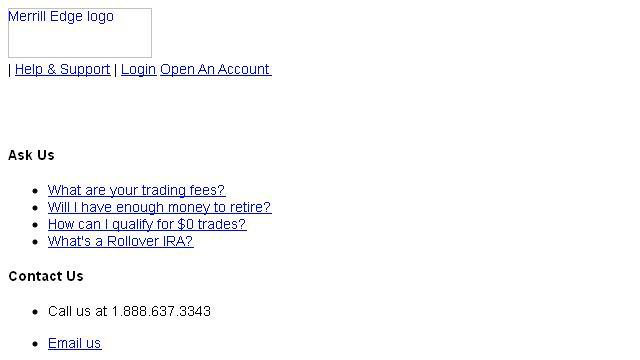 Merrill Edge logo
| Help & Support | Login Open An Account
Ask Us
What are your trading fees?
Will I have enough money to retire?
How can I qualify for $0 trades?
What's a Rollover IRA?
Contact Us
Call us at 1.888.637.3343
Email us